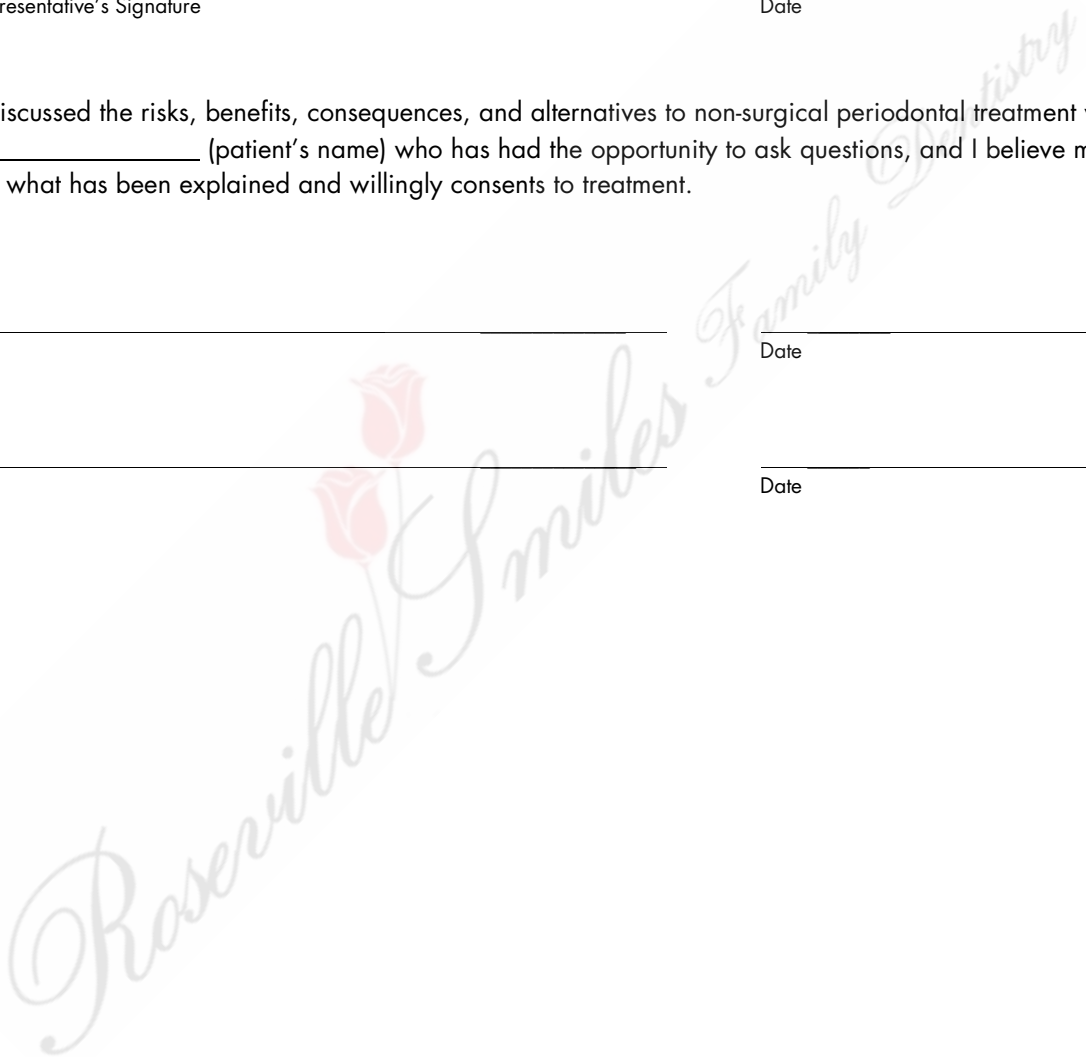 resentative’s Signature Date
iscussed the risks, benefits, consequences, and alternatives to non-surgical periodontal treatment
(patient’s name) who has had the opportunity to ask questions, and I believe
what has been explained and willingly consents to treatment.
Date
Date
Roseville Smiles Family Dentistry